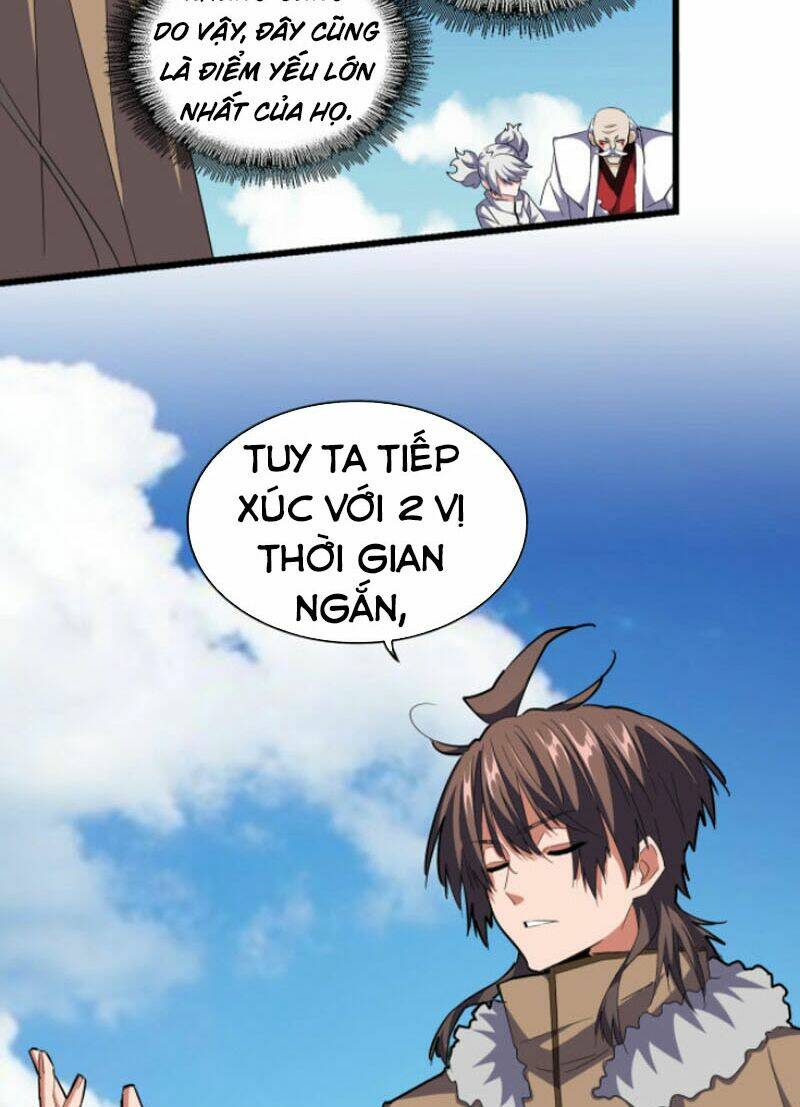 DO VẬY, ĐÂY CŨNG
LÀ ĐIỂM YẾU LỚN
NHẤT CỦA HỌ.
TUY TA TIẾP
XÚC VỚI 2 VỊ
THỜI GIAN
NGẮN,